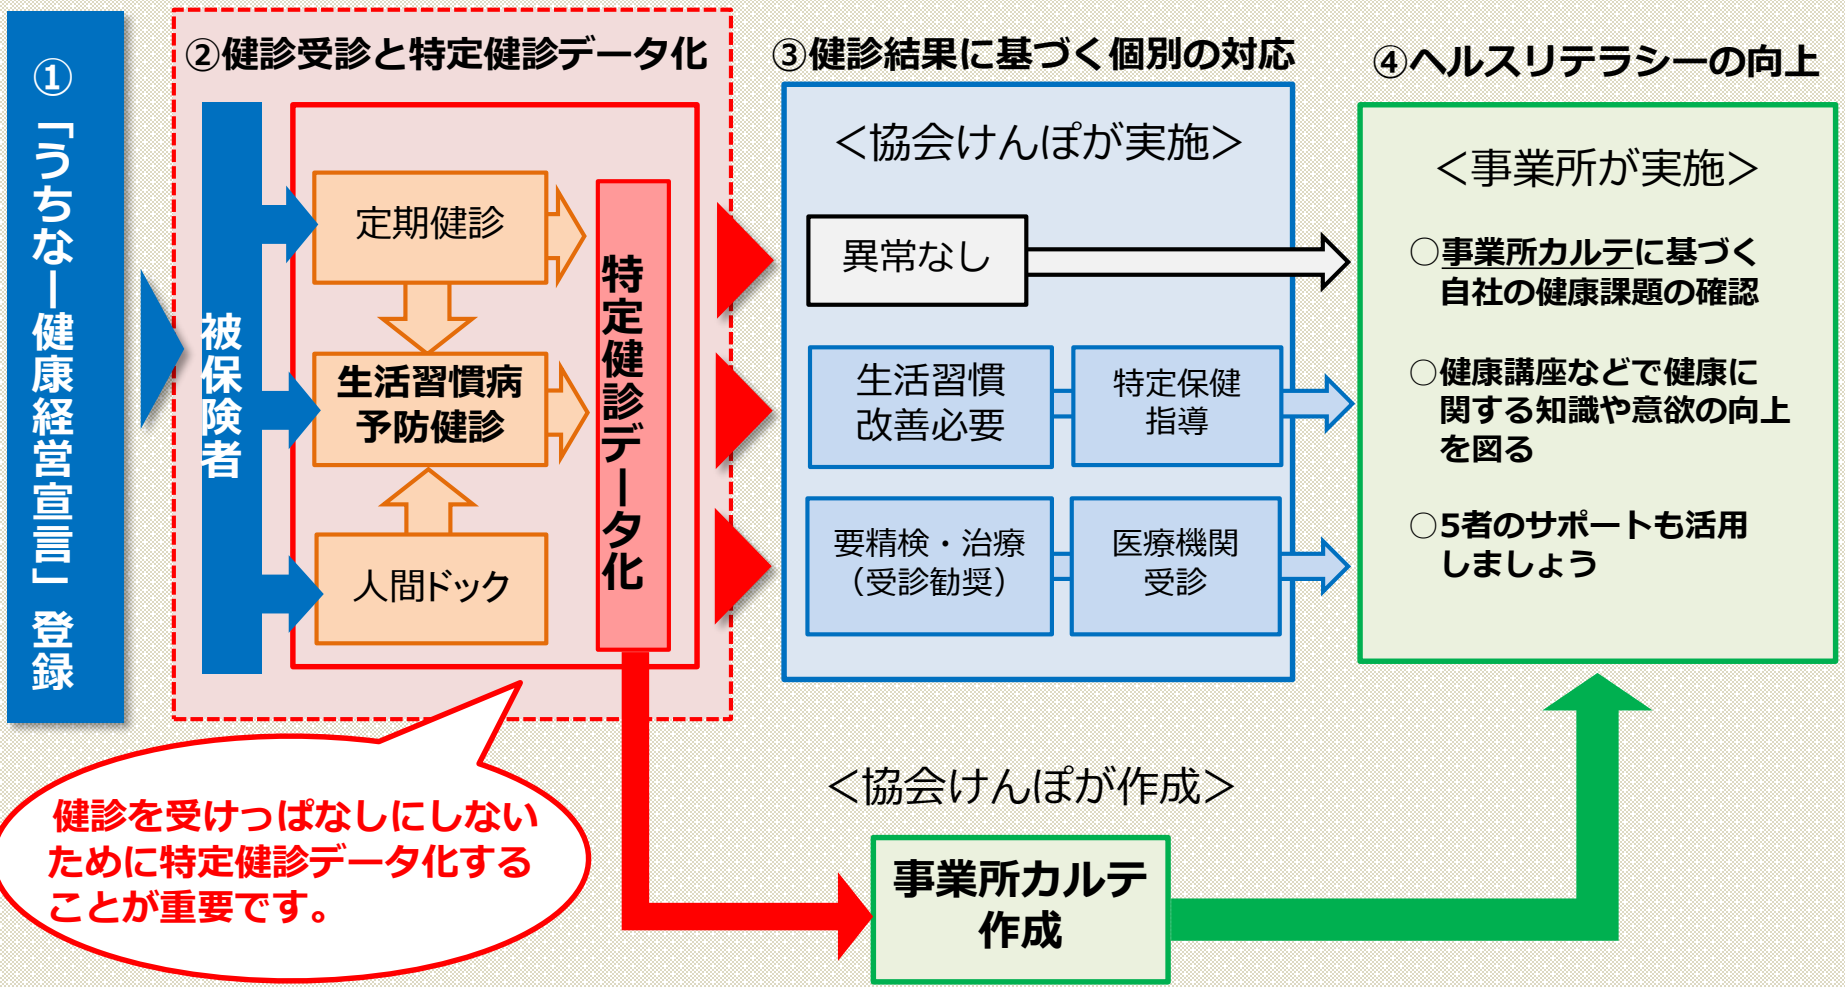 ①「うちなー健康経営宣言」登録
②健診受診と特定健診データ化
被保険者
定期健診
生活習慣病
予防健診
人間ドック
特定健診データ化
健診を受けっぱなしにしない
ために特定健診データ化する
ことが重要です。
③健診結果に基づく個別の対応
＜協会けんぽが実施＞
異常なし
生活習慣
改善必要
特定保健
指導
要精検・治療
（受診勧奨）
医療機関
受診
＜協会けんぽが作成＞
事業所カルテ
作成
④ヘルスリテラシーの向上
＜事業所が実施＞
○事業所カルテに基づく
自社の健康課題の確認
○健康講座などで健康に
関する知識や意欲の向上
を図る
○5者のサポートも活用
しましょう